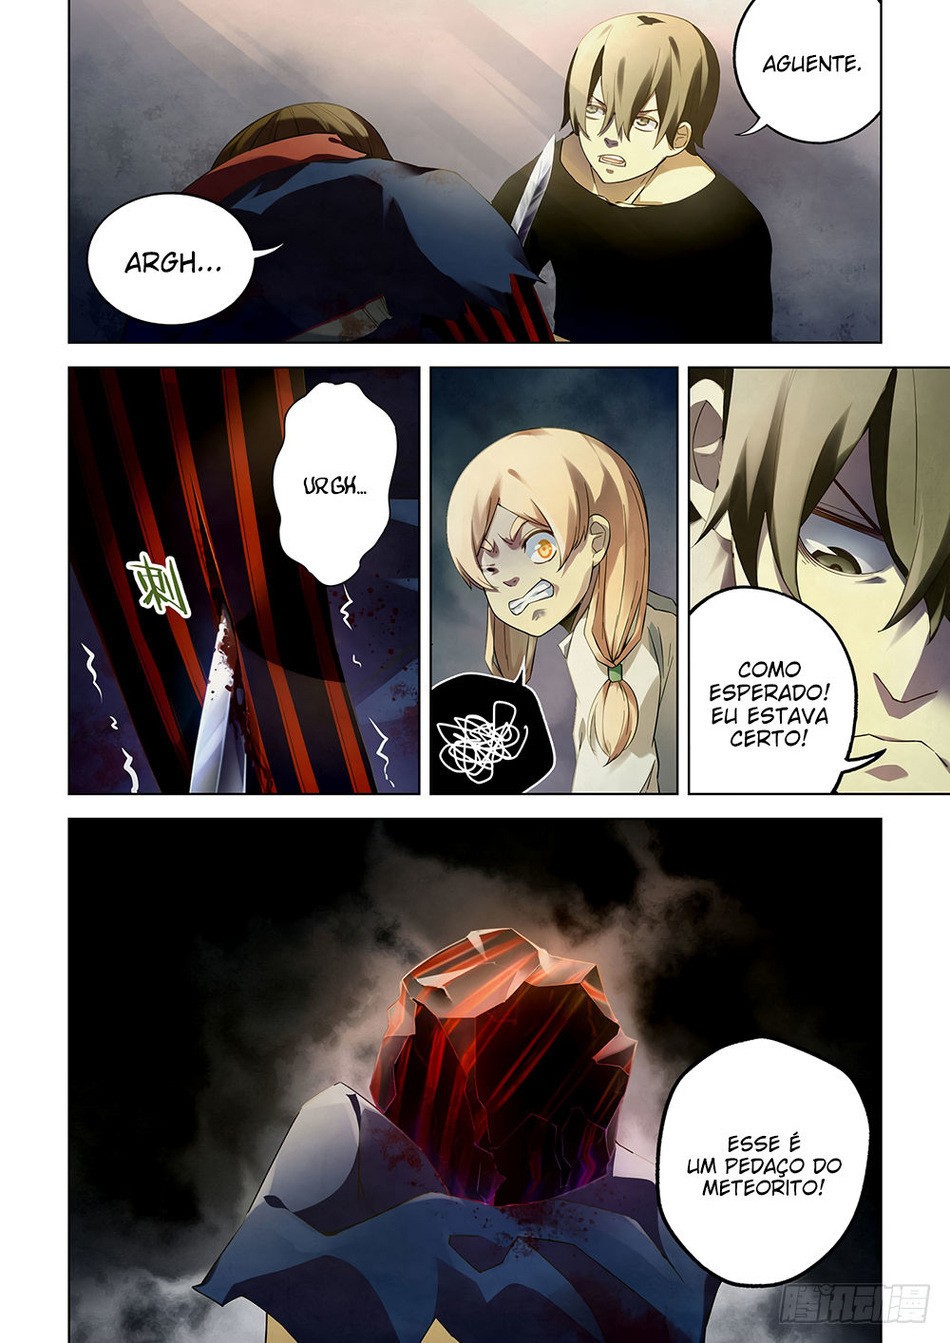 AGUENTE.
ARGH...
URGH...
刺
COMO
ESPERADO!
EU ESTAVA
CERTO!
ESSE É
UM PEDAÇO DO
METEORITO!
腾讯动漫